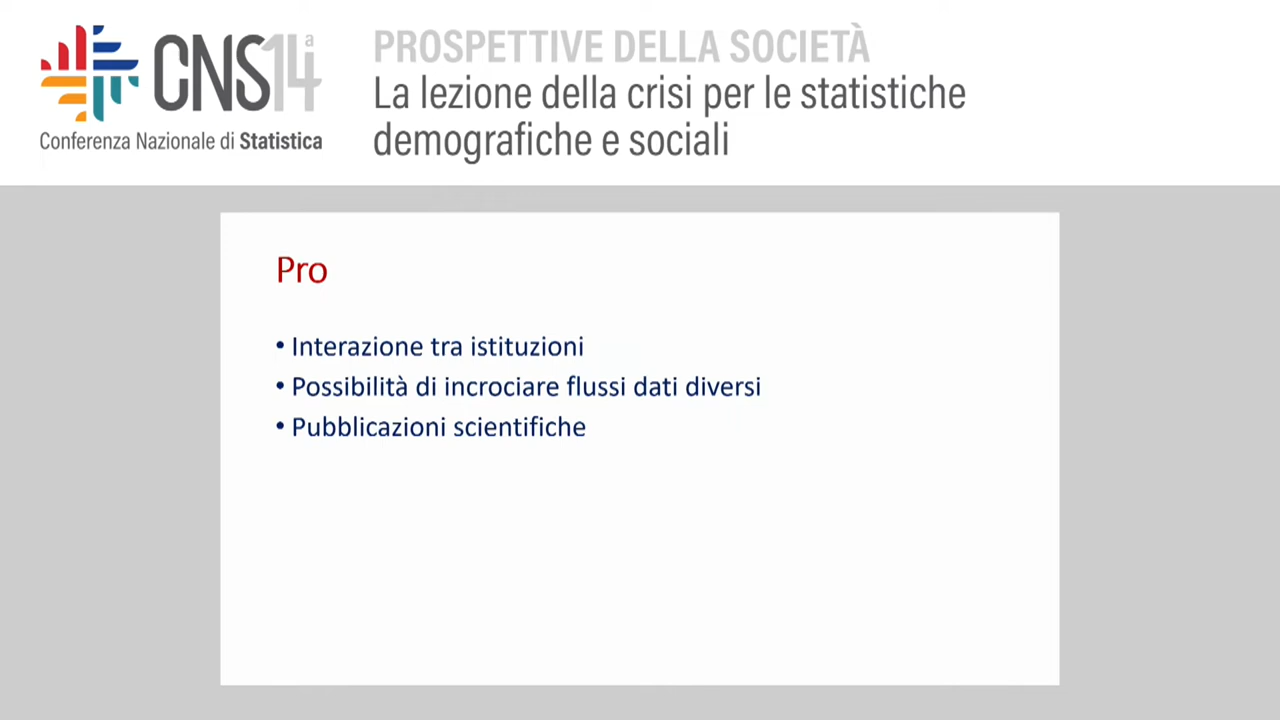 CNS14ª
Conferenza Nazionale di Statistica
PROSPETTIVE DELLA SOCIETÀ
La lezione della crisi per le statistiche
demografiche e sociali
Pro
• Interazione tra istituzioni
• Possibilità di incrociare flussi dati diversi
• Pubblicazioni scientifiche